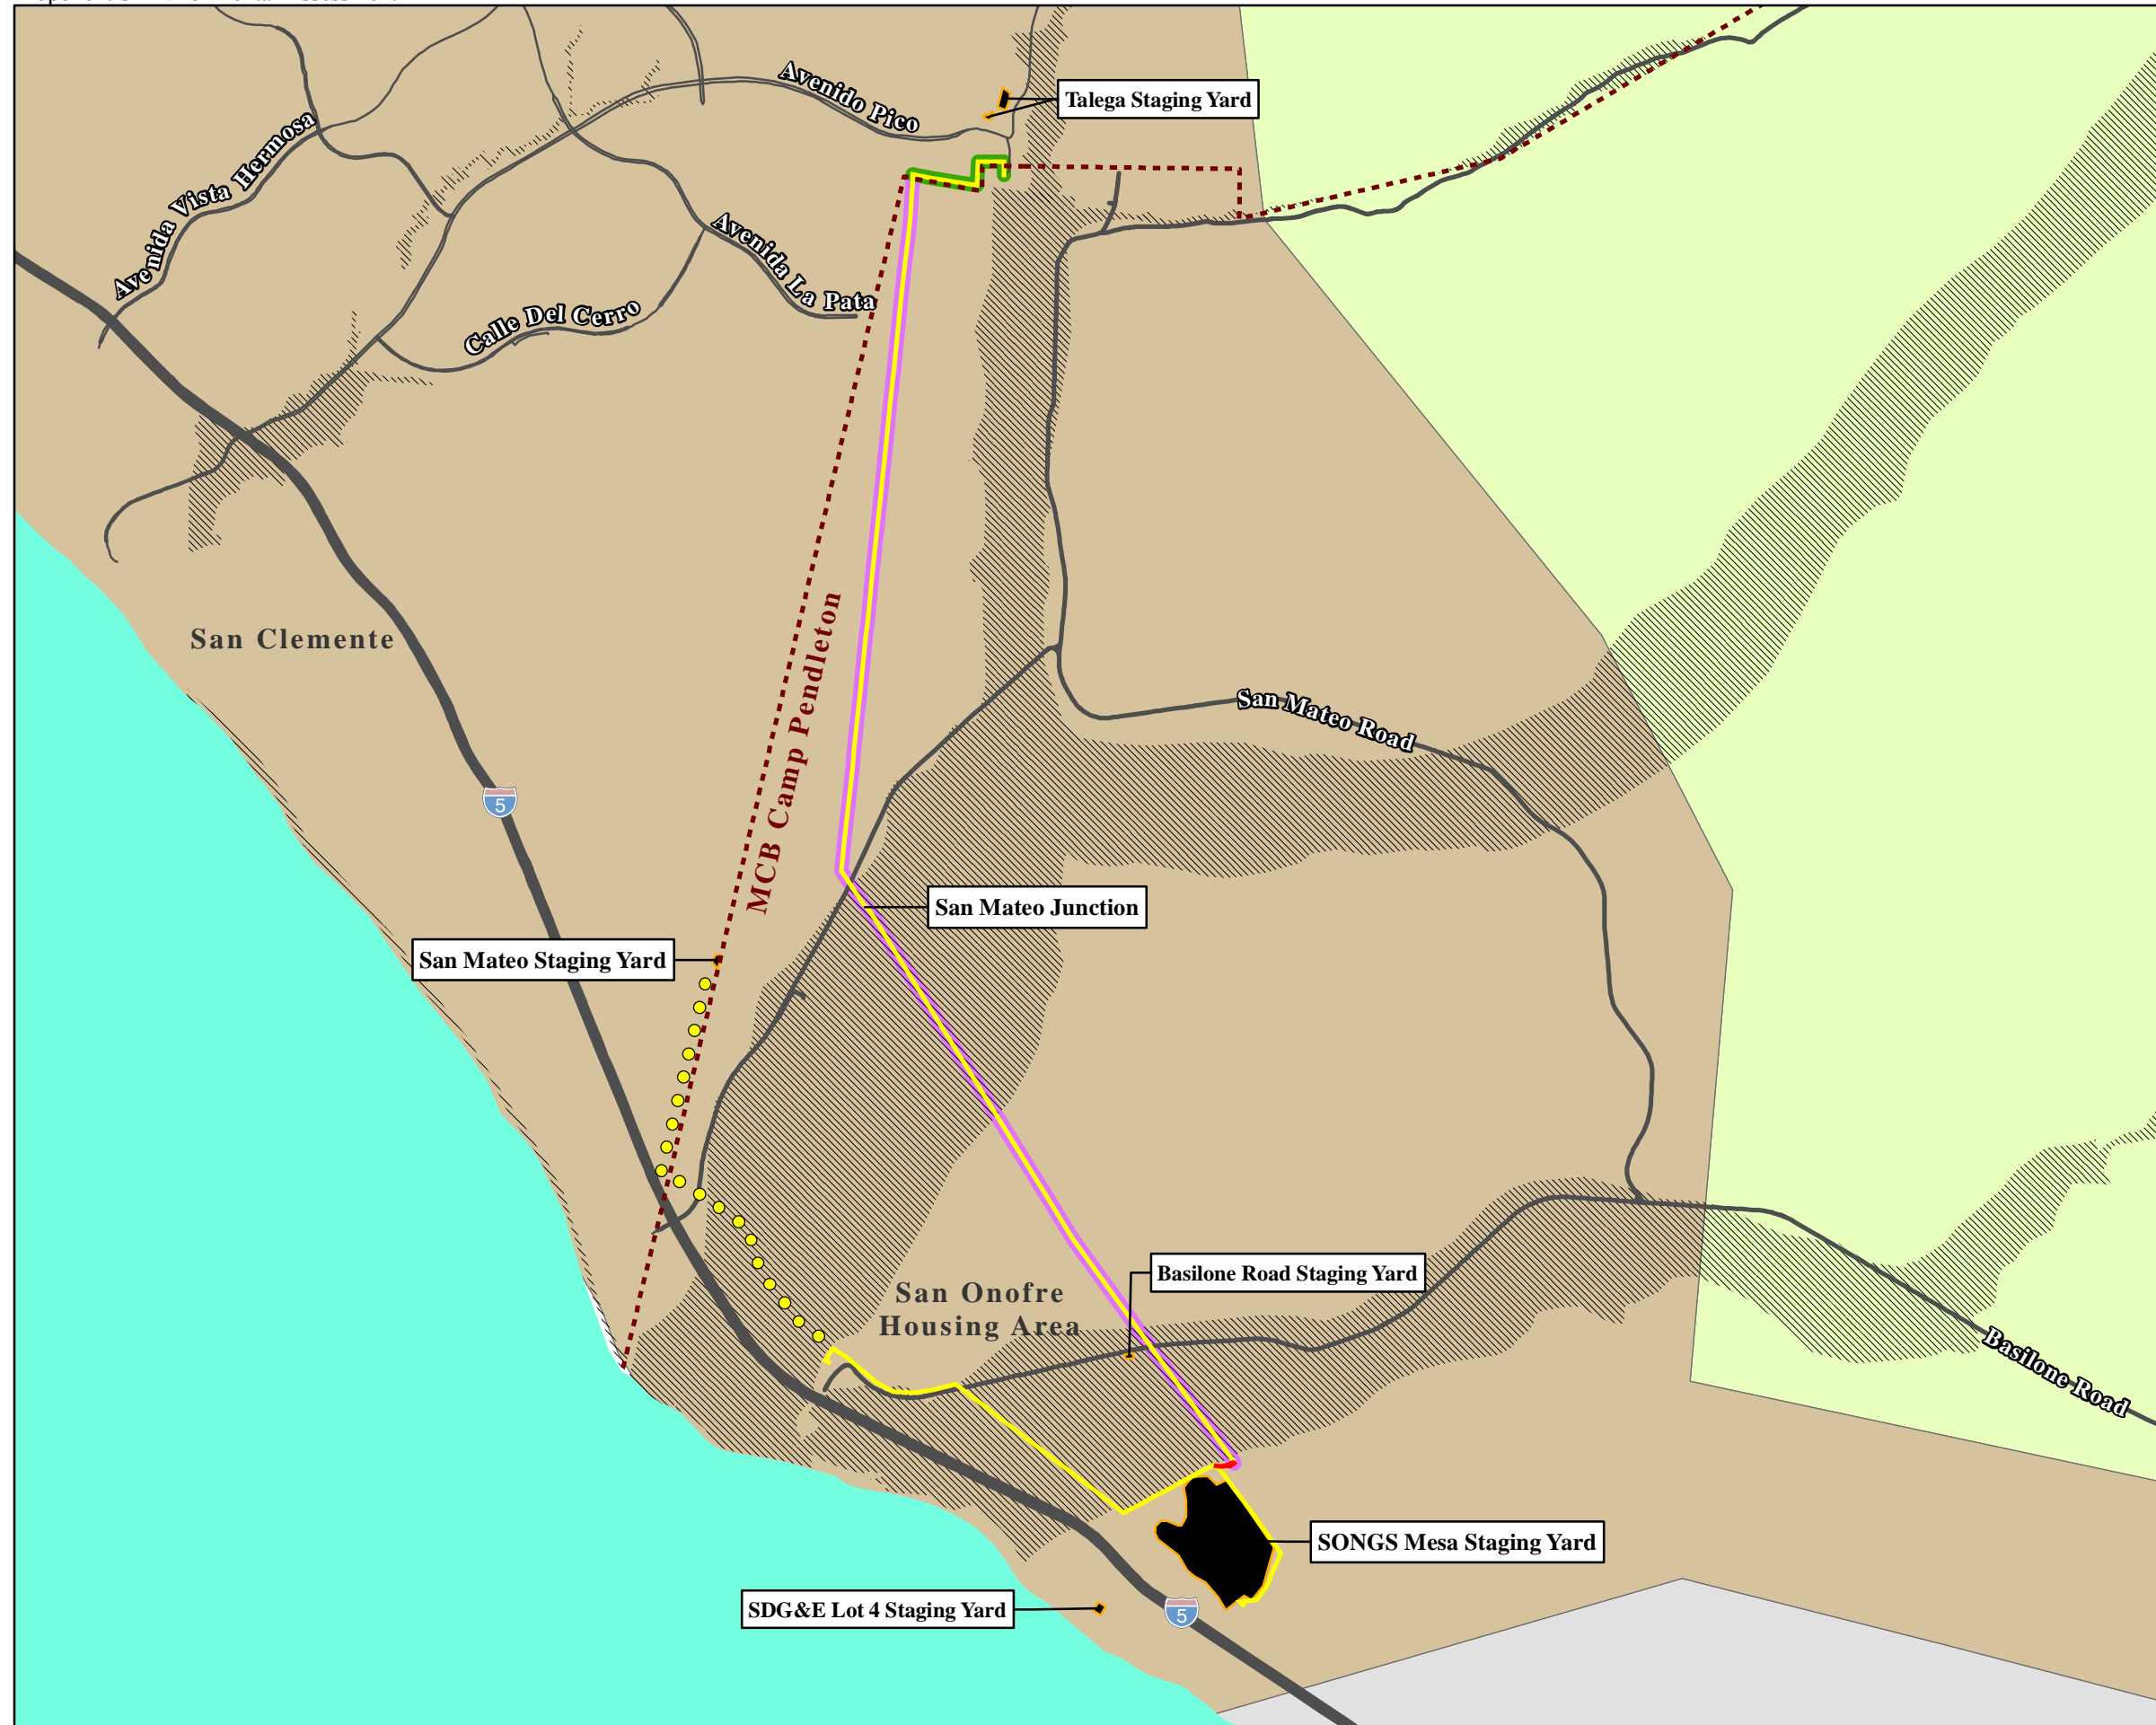 Avenido Pico
Talega Staging Yard
Avenida Vista Hermosa
Avenida La Pata
Calle Del Cerro
San Clemente
MCB Camp Pendleton
San Mateo Road
5
San Mateo Junction
San Mateo Staging Yard
San Onofre
Housing Area
Basilone Road Staging Yard
Basilone Road
SONGS Mesa Staging Yard
SDG&E Lot 4 Staging Yard
5